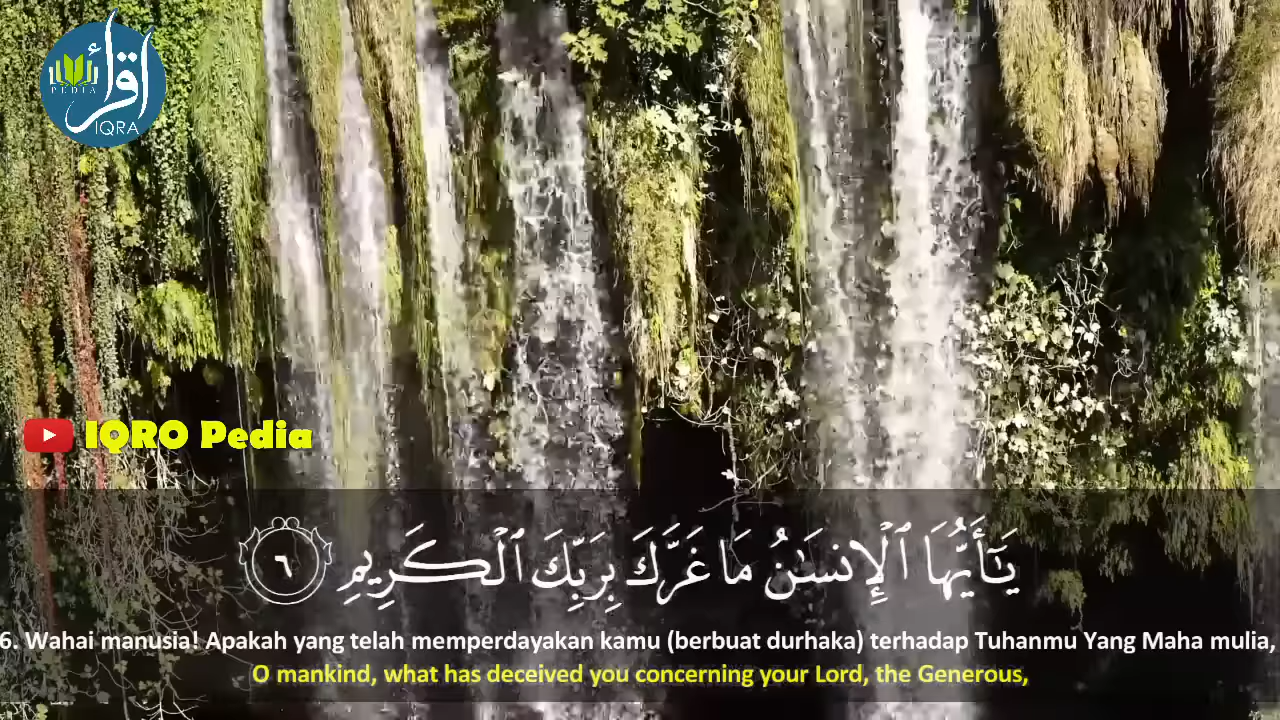 اقرأ
PEDIA
IQRA
IQRO Pedia
يَٰٓأَيُّهَا ٱلْإِنسَٰنُ مَا غَرَّكَ بِرَبِّكَ ٱلْكَرِيمِ ٦
6. Wahai manusia! Apakah yang telah memperdayakan kamu (berbuat durhaka) terhadap Tuhanmu Yang Maha mulia,
O mankind, what has deceived you concerning your Lord, the Generous,